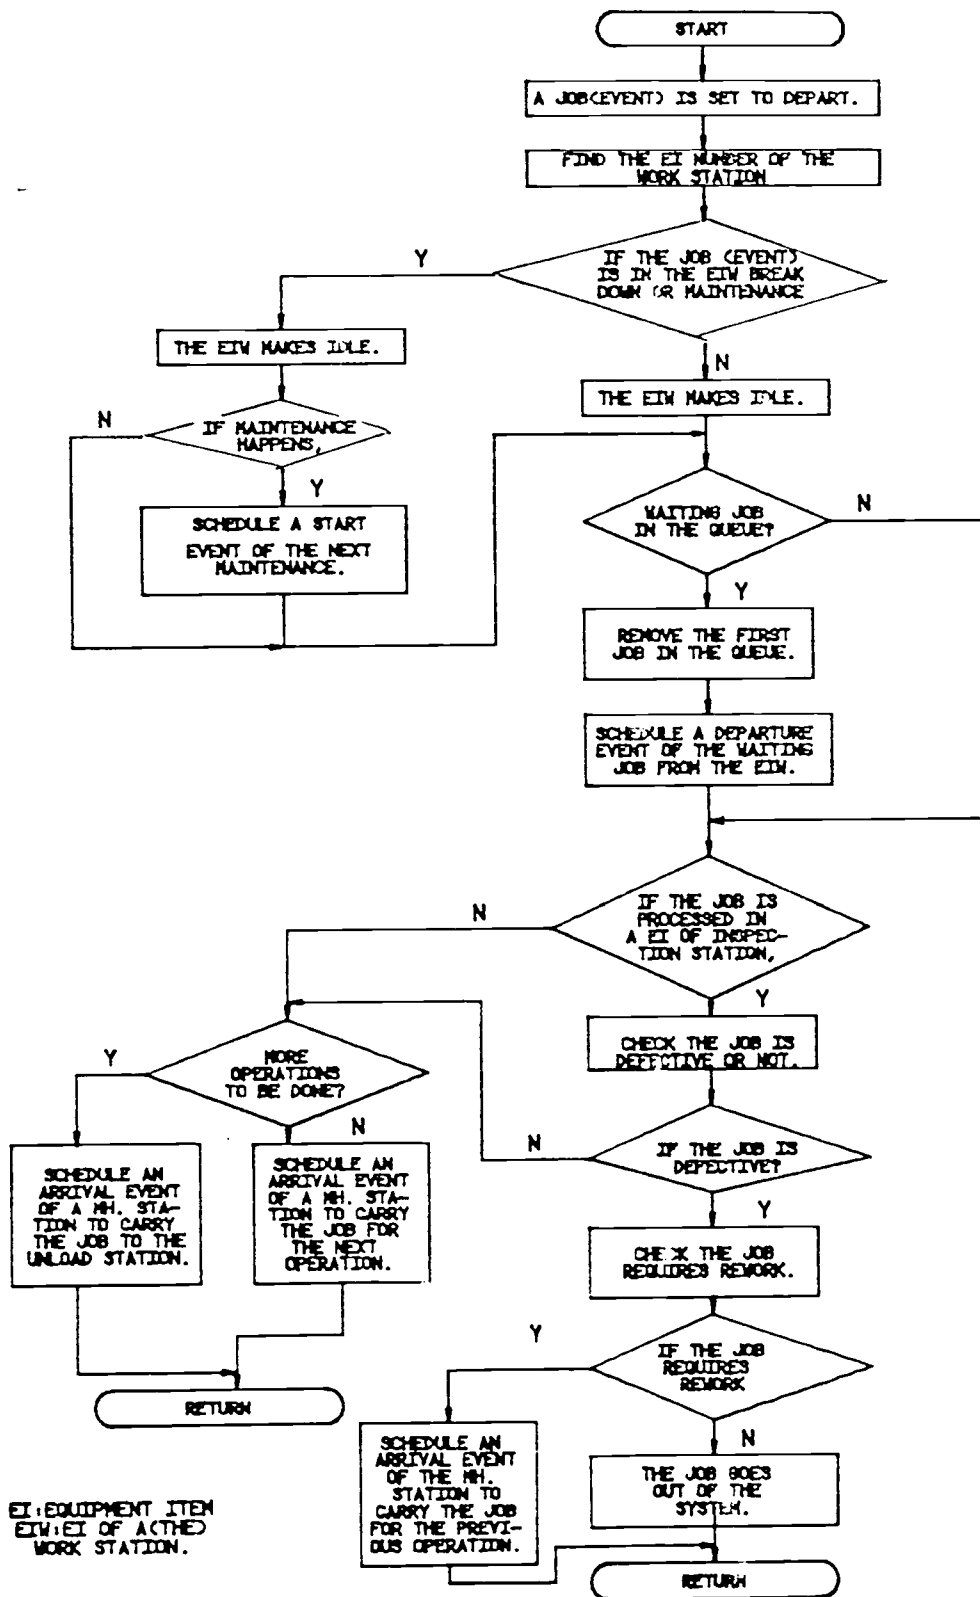 START
A JOB(EVENT) IS SET TO DEPART.
FIND THE EI NUMBER OF THE
WORK STATION
Y
IF THE JOB (EVENT)
IS IN THE EIW BREAK
DOWN OR MAINTENANCE
THE EIW MAKES IDLE.
N
THE EIW MAKES IDLE.
N
IF MAINTENANCE
HAPPENS,
Y
SCHEDULE A START
EVENT OF THE NEXT
MAINTENANCE.
WAITING JOB
IN THE QUEUE?
N
Y
REMOVE THE FIRST
JOB IN THE QUEUE.
SCHEDULE A DEPARTURE
EVENT OF THE WAITING
JOB FROM THE EIW.
N
IF THE JOB IS
PROCESSED IN
A EI OF INSPEC-
TION STATION,
Y
CHECK THE JOB IS
DEFECTIVE OR NOT.
Y
MORE
OPERATIONS
TO BE DONE?
N
N
IF THE JOB IS
DEFECTIVE?
SCHEDULE AN
ARRIVAL EVENT
OF A MH. STA-
TION TO CARRY
THE JOB TO THE
UNLOAD STATION.
SCHEDULE AN
ARRIVAL EVENT
OF A MH. STA-
TION TO CARRY
THE JOB FOR
THE NEXT
OPERATION.
Y
CHECK THE JOB
REQUIRES REWORK.
Y
IF THE JOB
REQUIRES
REWORK
RETURN
N
SCHEDULE AN
ARRIVAL EVENT
OF THE MH.
STATION TO
CARRY THE JOB
FOR THE PREVI-
OUS OPERATION.
THE JOB GOES
OUT OF THE
SYSTEM.
RETURN
EI:EQUIPMENT ITEM
EIW:EI OF A(THE)
WORK STATION.